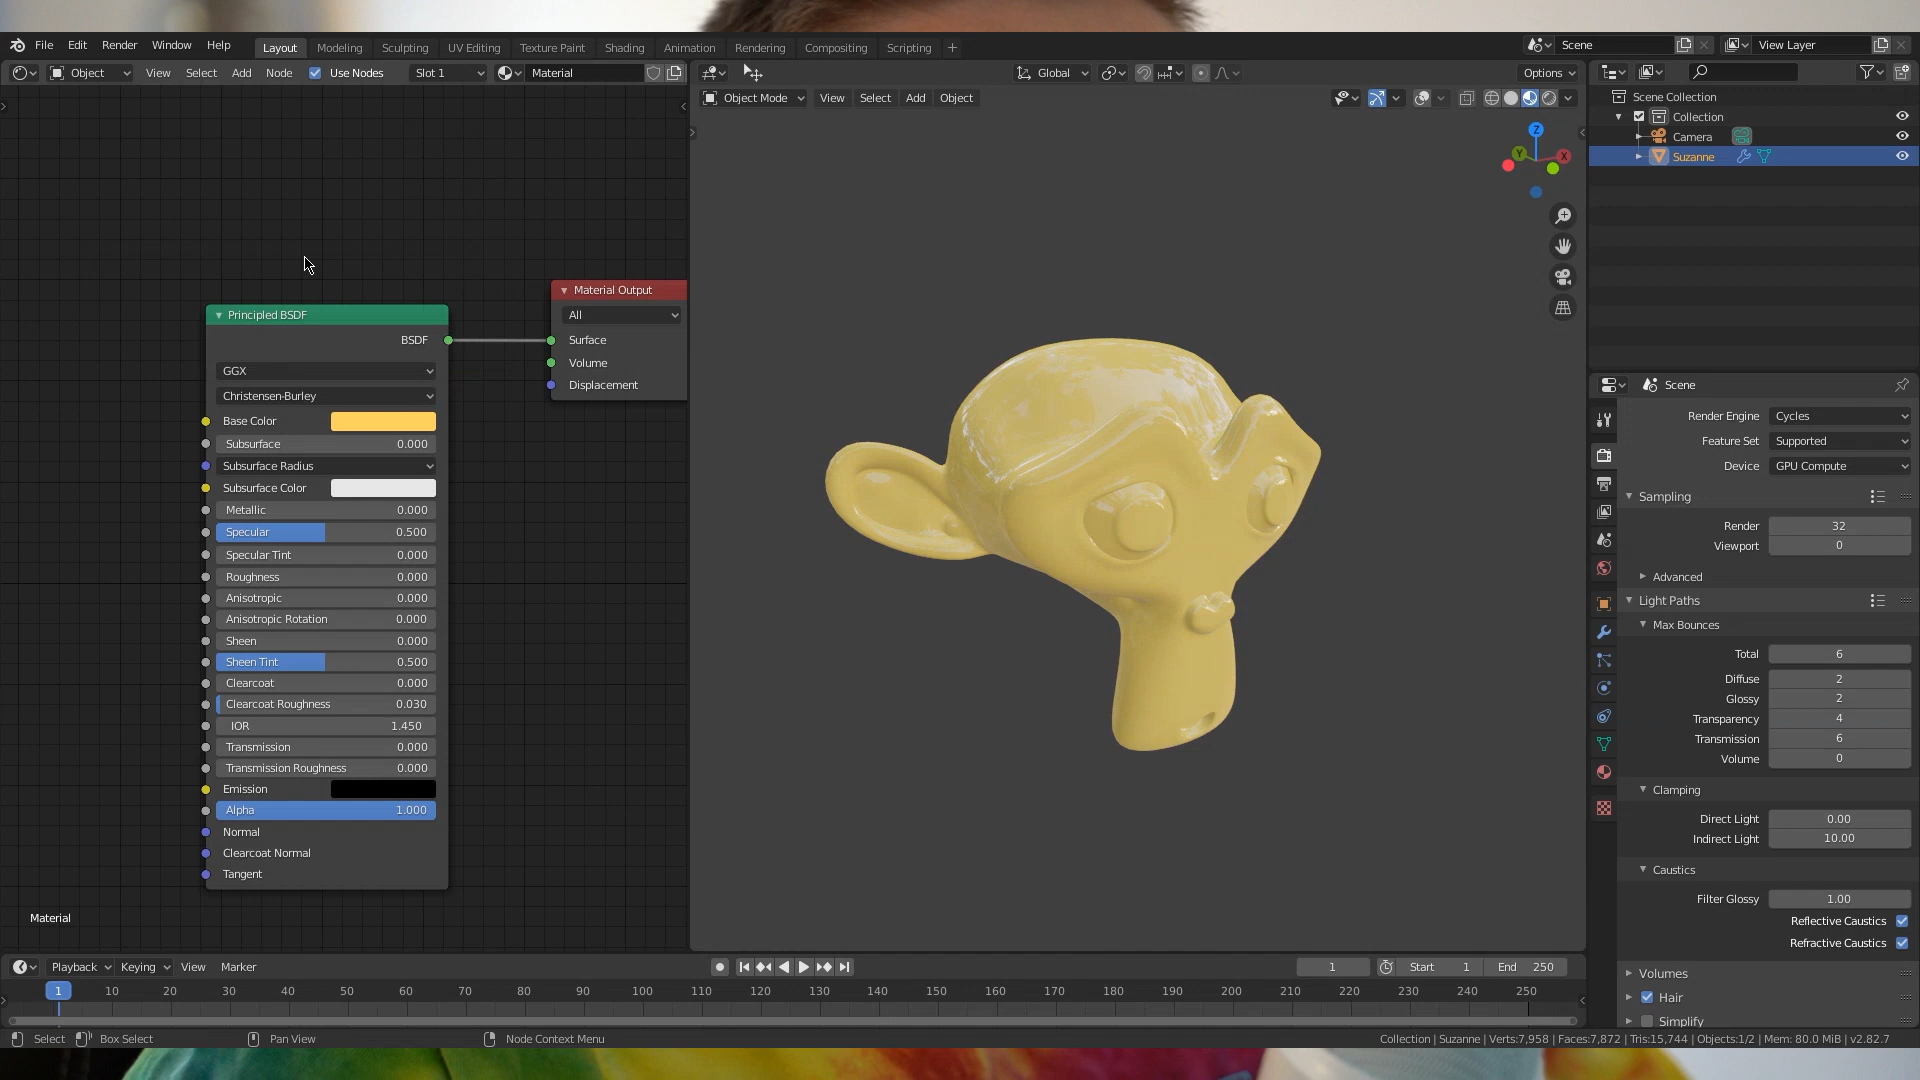 File Edit Render Window Help Layout Modeling Sculpting UV Editing Texture Paint Shading Animation Rendering Compositing Scripting + Scene View Layer
Object View Select Add Node Use Nodes Slot 1 Material Global Options
Object Mode View Select Add Object
Scene Collection
Collection
Camera
Suzanne
Z
Y
X
Material Output
All
Surface
Volume
Displacement
Principled BSDF
BSDF
GGX
Christensen-Burley
Base Color
Subsurface 0.000
Subsurface Radius
Subsurface Color
Metallic 0.000
Specular 0.500
Specular Tint 0.000
Roughness 0.000
Anisotropic 0.000
Anisotropic Rotation 0.000
Sheen 0.000
Sheen Tint 0.500
Clearcoat 0.000
Clearcoat Roughness 0.030
IOR 1.450
Transmission 0.000
Transmission Roughness 0.000
Emission
Alpha 1.000
Normal
Clearcoat Normal
Tangent
Material
Scene
Render Engine Cycles
Feature Set Supported
Device GPU Compute
Sampling
Render 32
Viewport 0
Advanced
Light Paths
Max Bounces
Total 6
Diffuse 2
Glossy 2
Transparency 4
Transmission 6
Volume 0
Clamping
Direct Light 0.00
Indirect Light 10.00
Caustics
Filter Glossy 1.00
Reflective Caustics
Refractive Caustics
Volumes
Hair
Simplify
Playback Keying View Marker 1 Start 1 End 250
1 10 20 30 40 50 60 70 80 90 100 110 120 130 140 150 160 170 180 190 200 210 220 230 240 250
Select Box Select Pan View Node Context Menu Collection | Suzanne | Verts:7,958 | Faces:7,872 | Tris:15,744 | Objects:1/2 | Mem: 80.0 MiB | v2.82.7